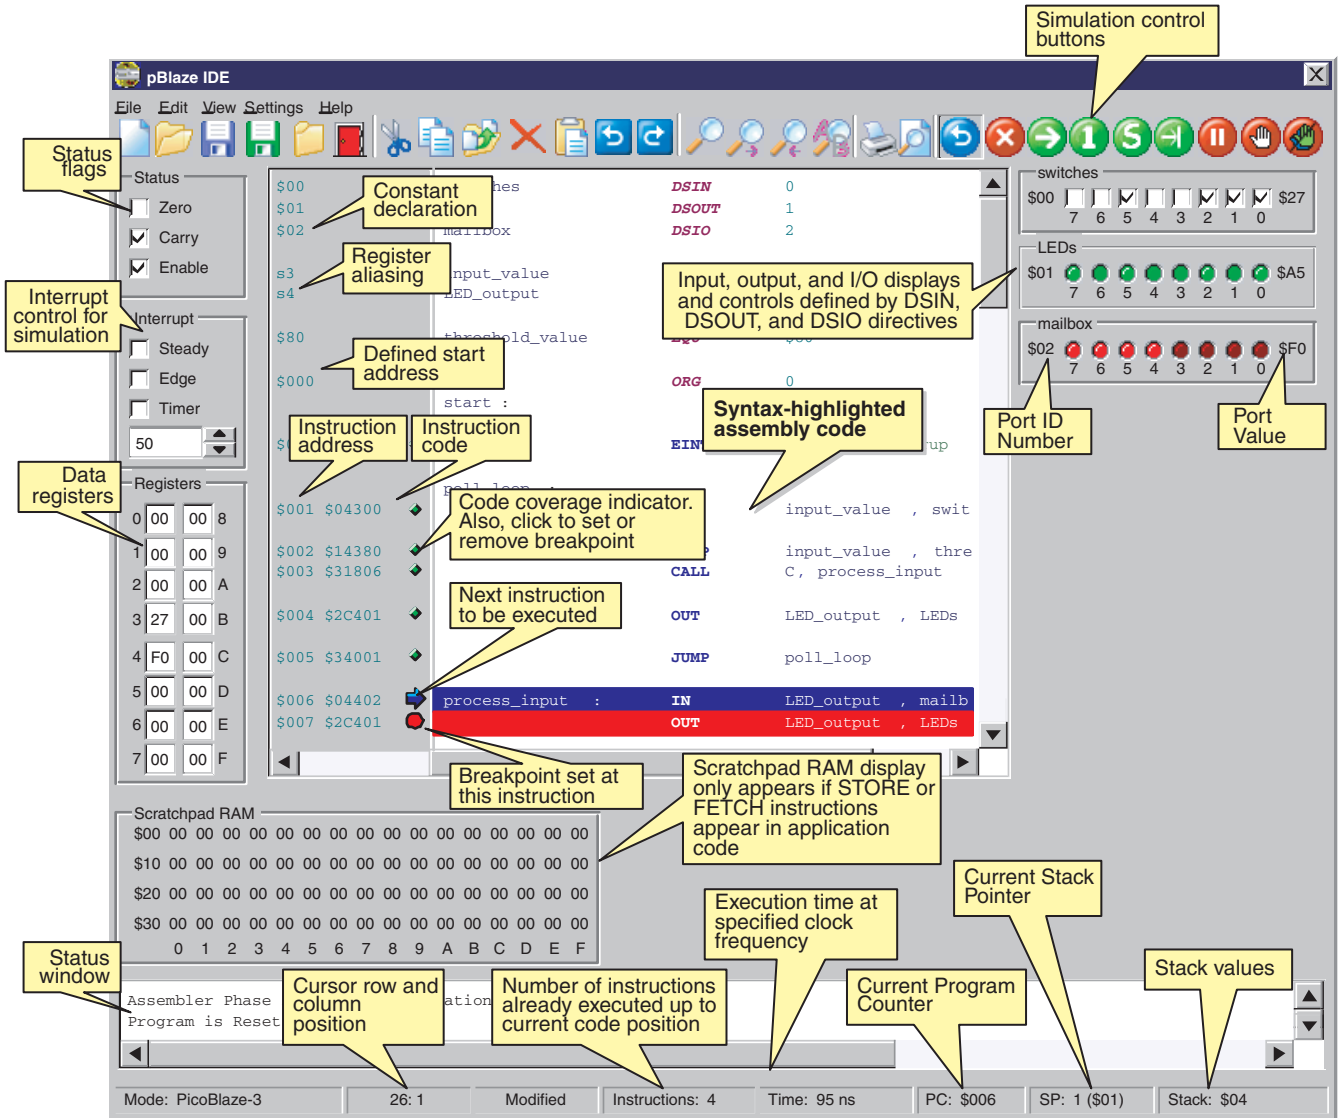 Simulation control
buttons
pBlaze IDE
File Edit View Settings Help
Status
flags
Status
Zero
Carry
Enable
Interrupt
control for
simulation
Interrupt
Steady
Edge
Timer
50
Data
registers
Registers
0 00 00 8
1 00 00 9
2 00 00 A
3 27 00 B
4 F0 00 C
5 00 00 D
6 00 00 E
7 00 00 F
$00 DSIN 0
$01 DSOUT 1
$02 mailbox DSIO 2
Constant
declaration
s3 input_value
s4 LED_output
Register
aliasing
$80 threshold_value EQU
Defined start
address
$000 ORG 0
start :
Instruction
address
Instruction
code
EINT
Syntax-highlighted
assembly code
poll_loop :
$001 $04300 input_value , swit
Code coverage indicator.
Also, click to set or
remove breakpoint
$002 $14380 input_value , thre
$003 $31806 CALL C, process_input
Next instruction
to be executed
$004 $2C401 OUT LED_output , LEDs
$005 $34001 JUMP poll_loop
$006 $04402 process_input : IN LED_output , mailb
$007 $2C401 OUT LED_output , LEDs
Breakpoint set at
this instruction
switches
$00 $27
7 6 5 4 3 2 1 0
LEDs
$01 $A5
7 6 5 4 3 2 1 0
mailbox
$02 $F0
7 6 5 4 3 2 1 0
Input, output, and I/O displays
and controls defined by DSIN,
DSOUT, and DSIO directives
Port ID
Number
Port
Value
Scratchpad RAM display
only appears if STORE or
FETCH instructions
appear in application
code
Scratchpad RAM
$00 00 00 00 00 00 00 00 00 00 00 00 00 00 00 00 00
$10 00 00 00 00 00 00 00 00 00 00 00 00 00 00 00 00
$20 00 00 00 00 00 00 00 00 00 00 00 00 00 00 00 00
$30 00 00 00 00 00 00 00 00 00 00 00 00 00 00 00 00
0 1 2 3 4 5 6 7 8 9 A B C D E F
Status
window
Assembler Phase
Program is Reset
Cursor row and
column
position
Number of instructions
already executed up to
current code position
Execution time at
specified clock
frequency
Current Program
Counter
Current Stack
Pointer
Stack values
Mode: PicoBlaze-3 26: 1 Modified Instructions: 4 Time: 95 ns PC: $006 SP: 1 ($01) Stack: $04